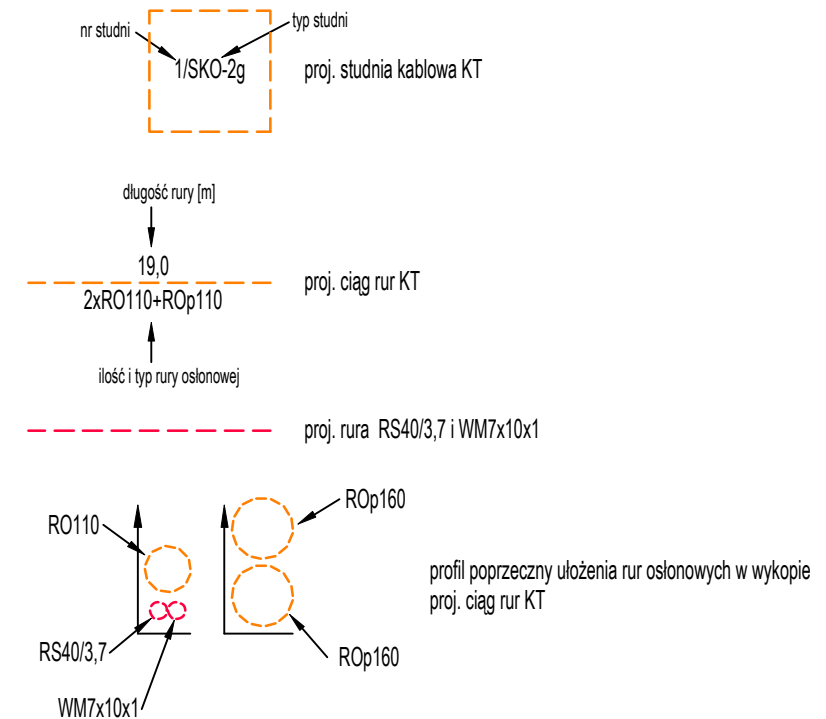 nr studni
typ studni
1/SKO-2g
proj. studnia kablowa KT
długość rury [m]
19,0
proj. ciąg rur KT
2xRO110+ROp110
ilość i typ rury osłonowej
proj. rura RS40/3,7 i WM7x10x1
RO110
ROp160
profil poprzeczny ułożenia rur osłonowych w wykopie
proj. ciąg rur KT
RS40/3,7
ROp160
WM7x10x1